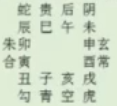 蛇 贵 后 阴
辰 巳 午 未
朱 卯 申 玄
合 寅 酉 常
丑 子 亥 戌
勾 青 空 虎